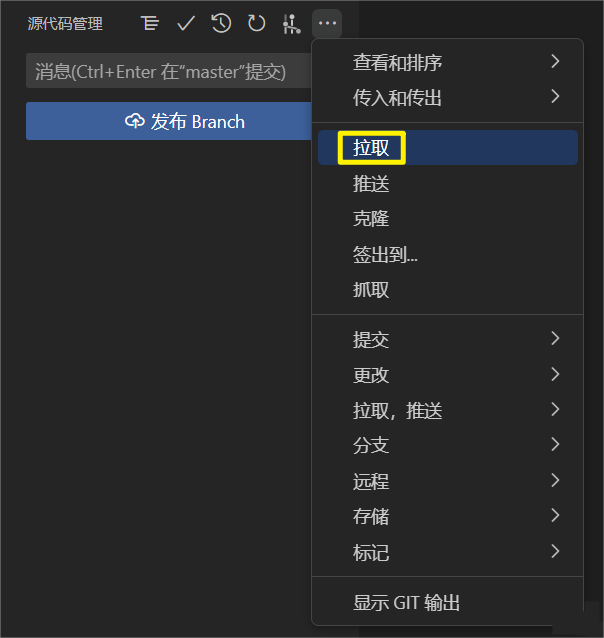 源代码管理
消息(Ctrl+Enter 在“master”提交)
发布 Branch
查看和排序
传入和传出
拉取
推送
克隆
签出到...
抓取
提交
更改
拉取，推送
分支
远程
存储
标记
显示 GIT 输出